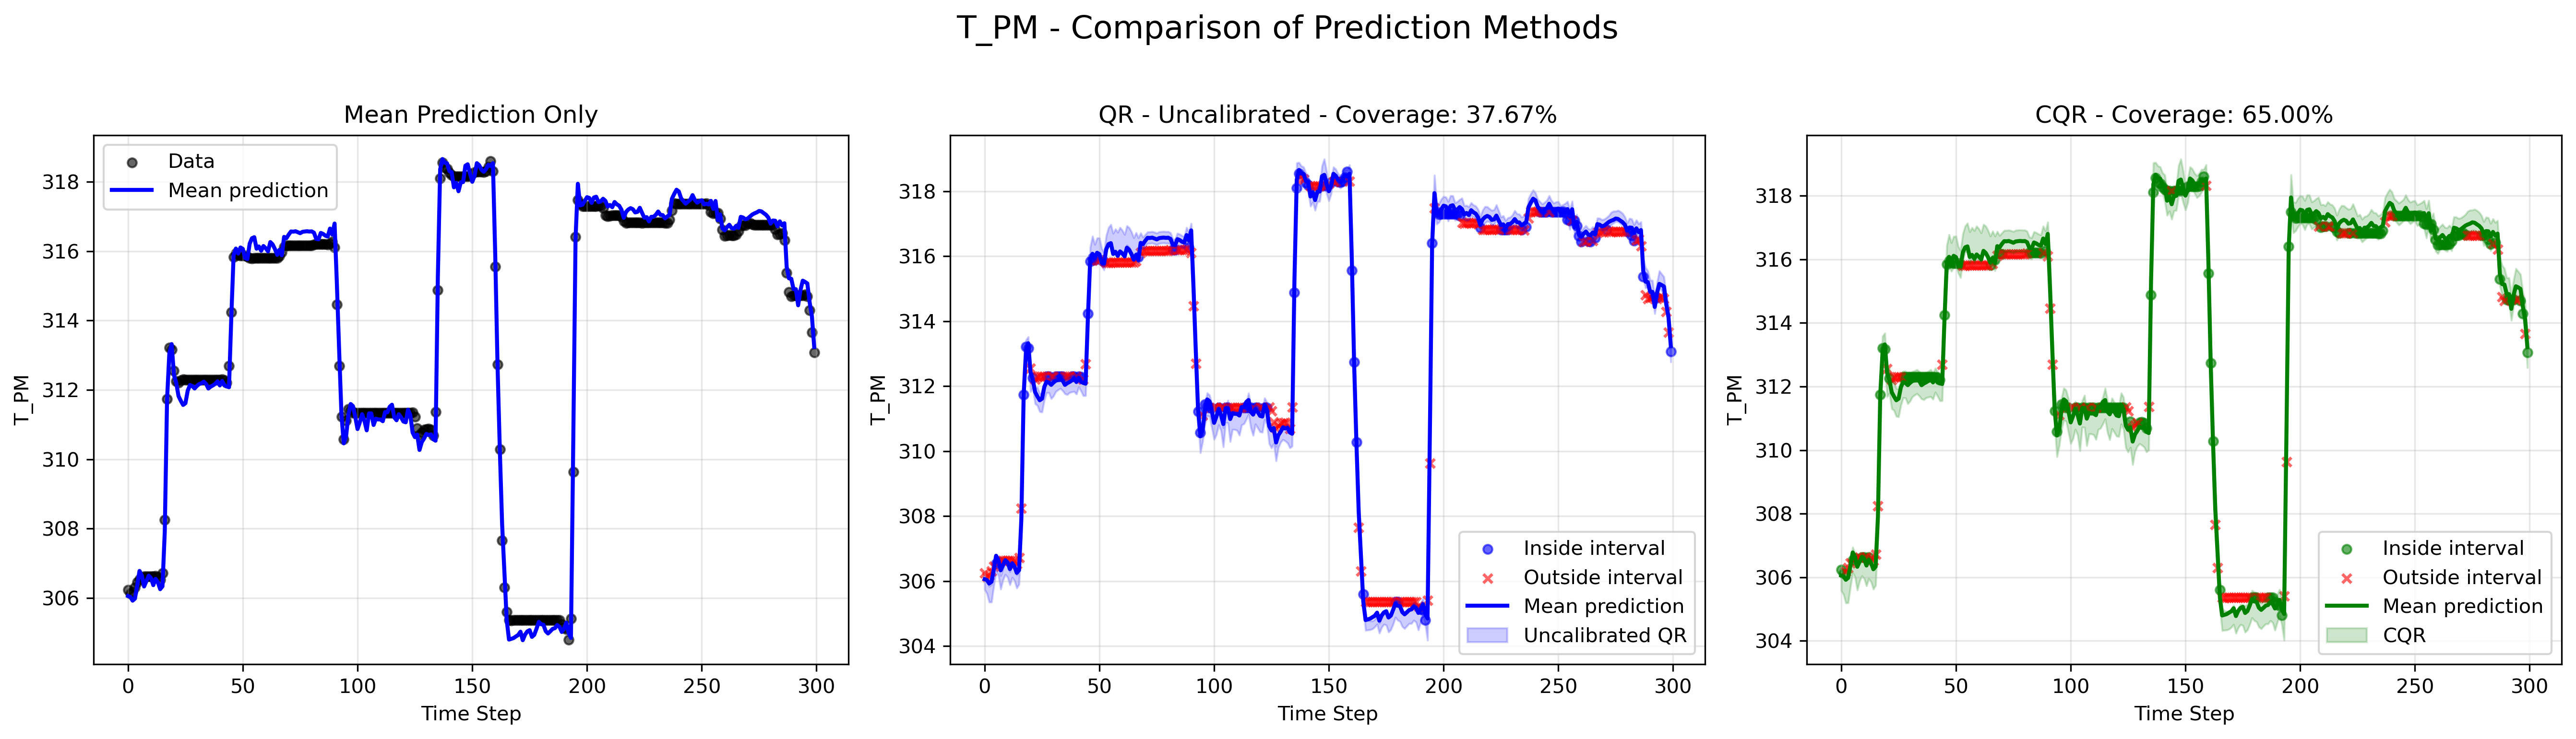 T_PM - Comparison of Prediction Methods
Mean Prediction Only
Data
Mean prediction
318
316
314
312
310
308
306
T_PM
0 50 100 150 200 250 300
Time Step
QR - Uncalibrated - Coverage: 37.67%
318
316
314
312
310
308
306
304
T_PM
Inside interval
Outside interval
Mean prediction
Uncalibrated QR
0 50 100 150 200 250 300
Time Step
CQR - Coverage: 65.00%
318
316
314
312
310
308
306
304
T_PM
Inside interval
Outside interval
Mean prediction
CQR
0 50 100 150 200 250 300
Time Step